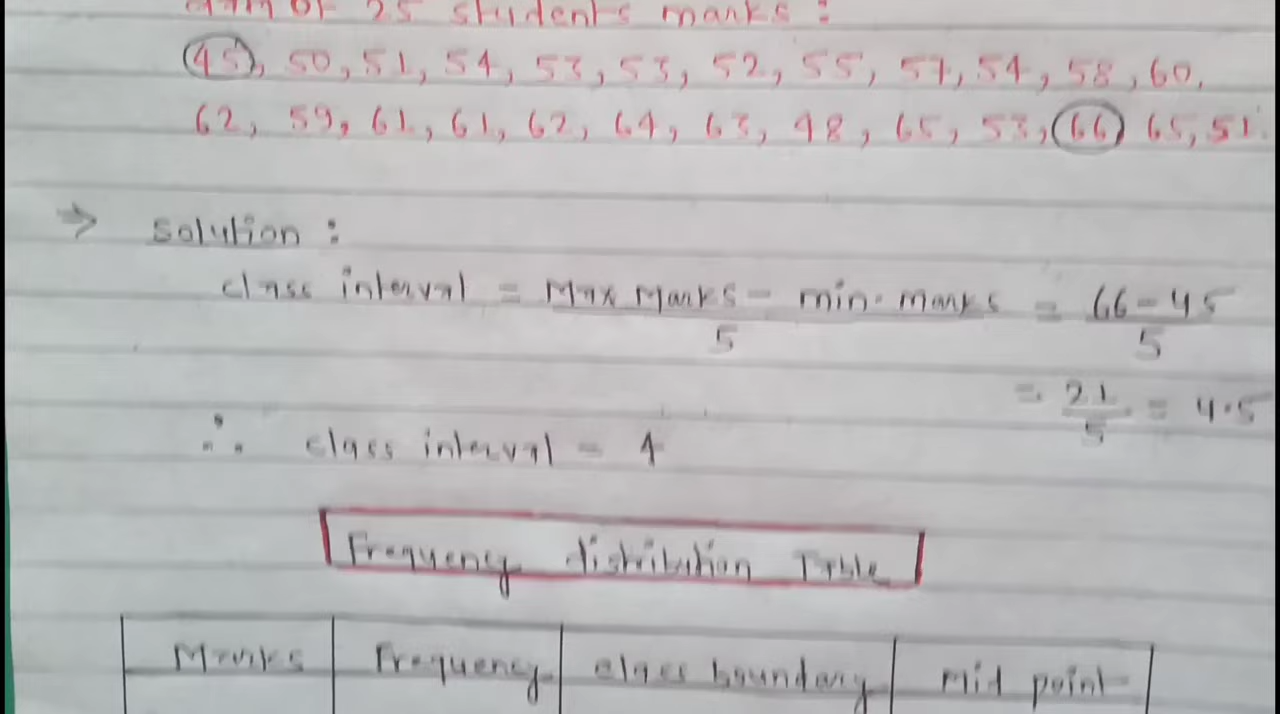 of 25 students marks :
45, 50, 51, 54, 53, 53, 52, 55, 57, 54, 58, 60,
62, 59, 61, 61, 62, 64, 63, 48, 65, 53, 66 65, 51.
⇒ Solution :
class interval = Max Marks - min. marks / 5 = 66 - 45 / 5
= 21 / 5 = 4.5
∴ class interval = 4
Frequency distribution Table
Marks Frequency class boundary Mid point